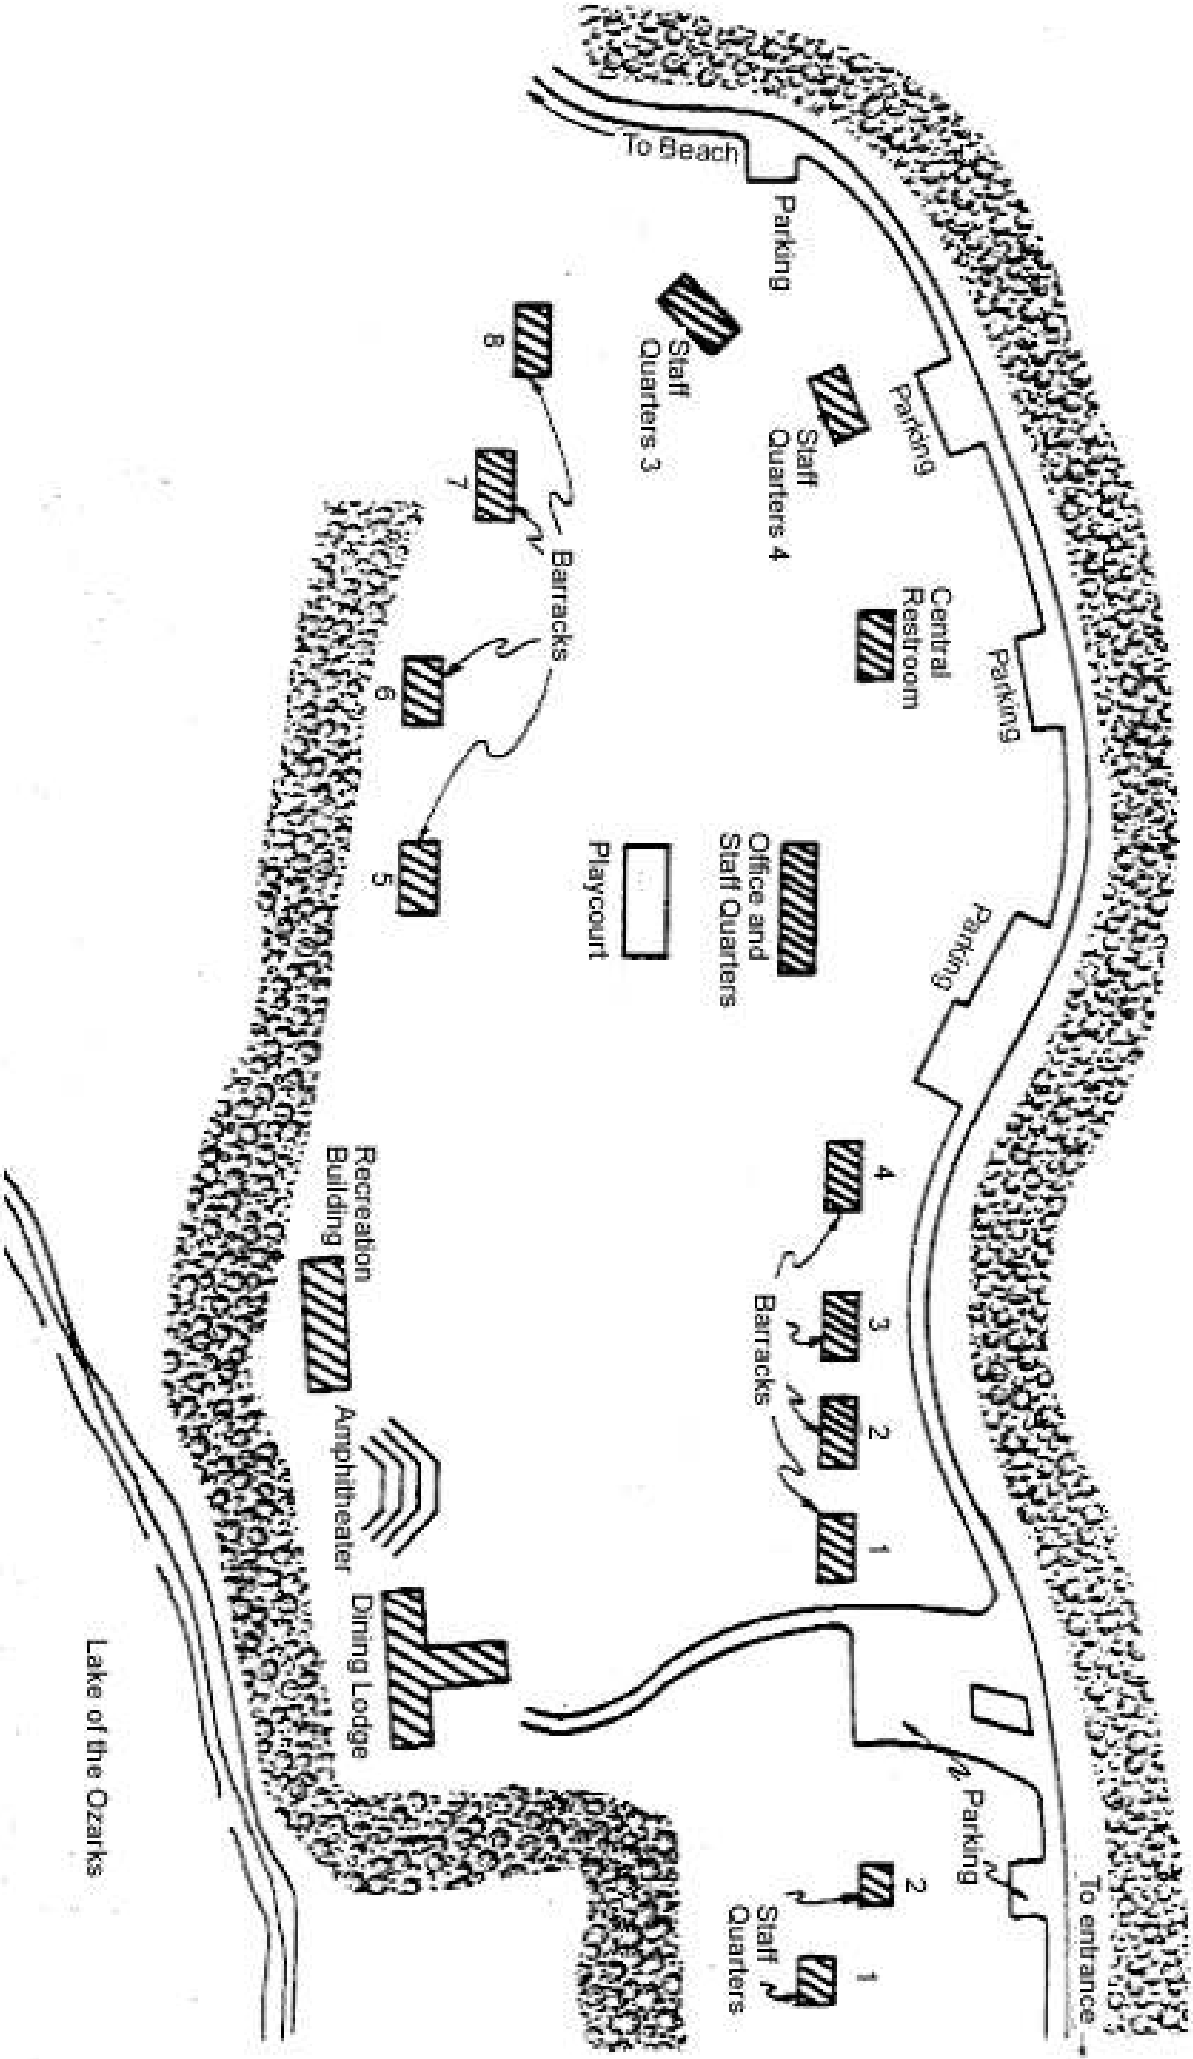 To Beach
Parking
Parking
Parking
Parking
Parking
To entrance
Staff
Quarters 3
Staff
Quarters 4
Central
Restroom
Office and
Staff Quarters
Playcourt
8
7
Barracks
6
5
4
3
2
1
Barracks
2
1
Staff
Quarters
Recreation
Building
Amphitheater
Dining Lodge
Lake of the Ozarks